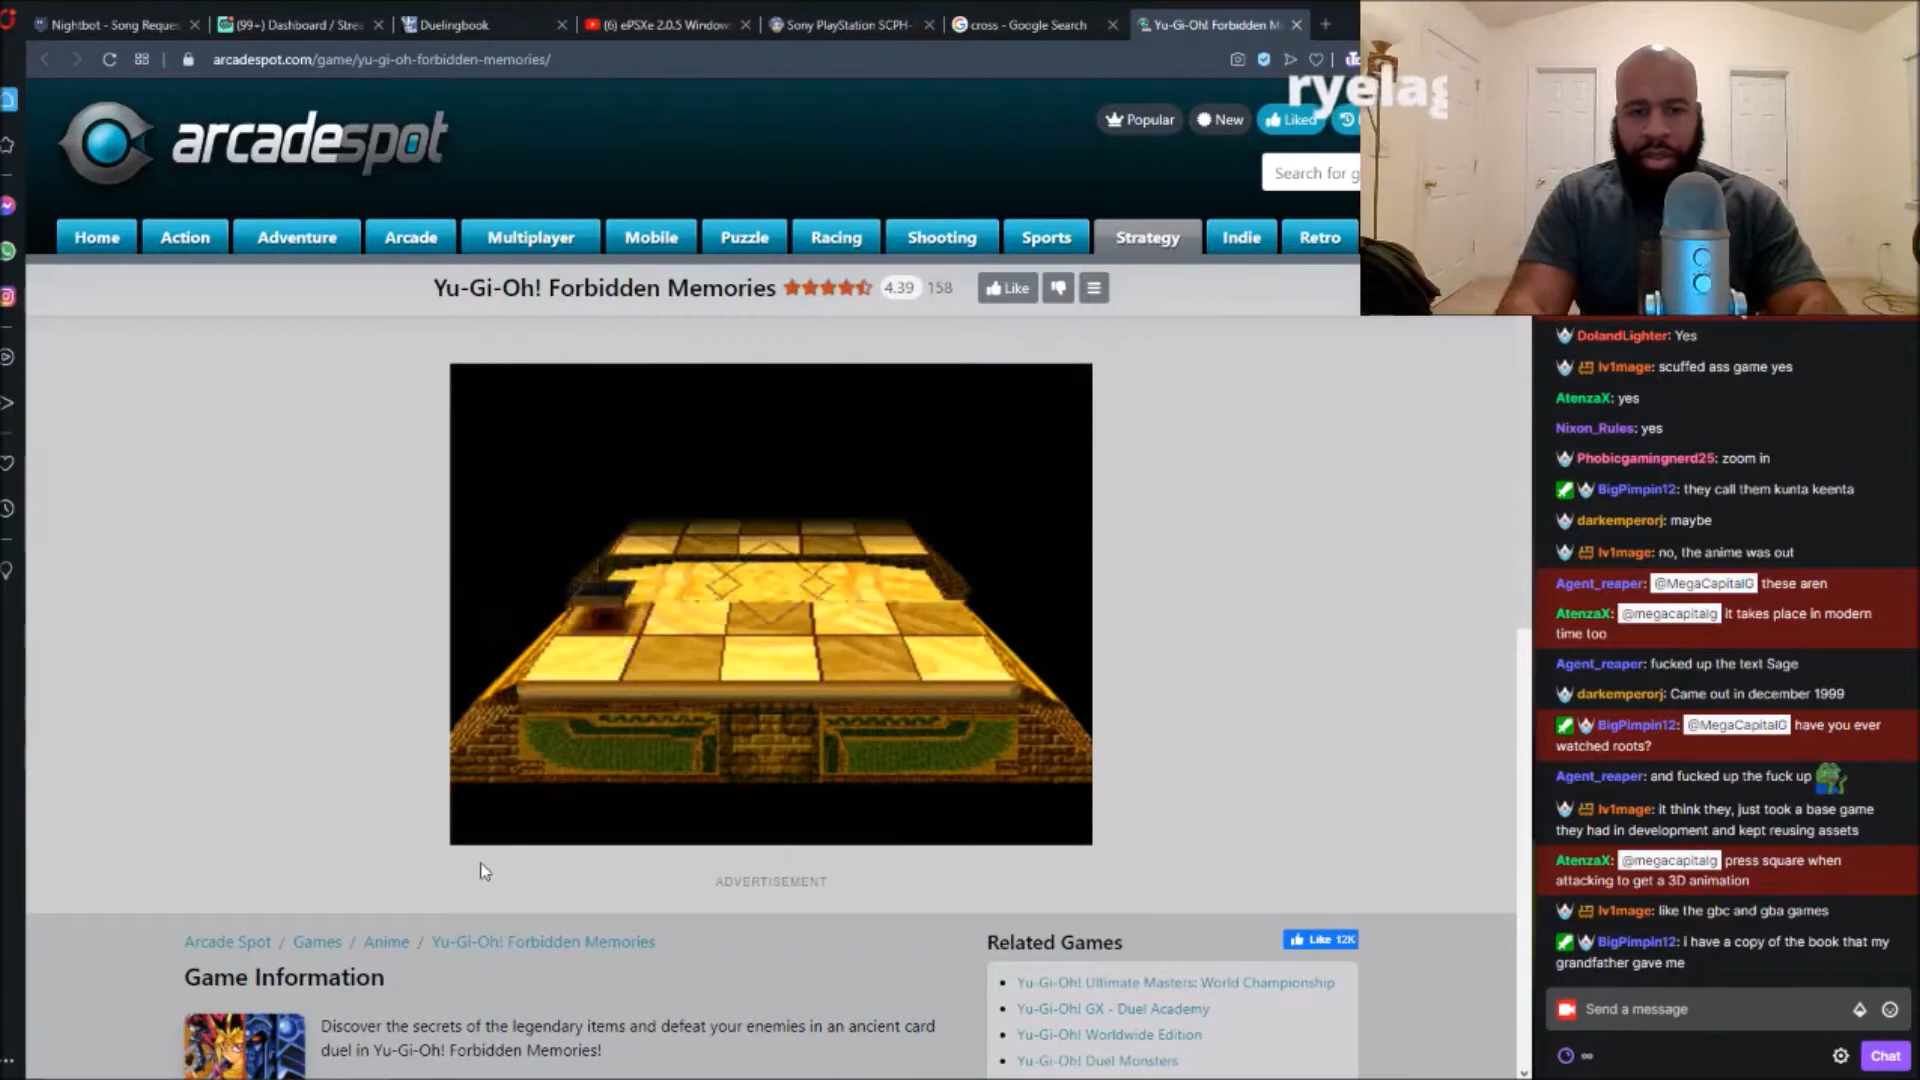 Nightbot - Song Reques
(99+) Dashboard / Strea
Duelingbook
(6) ePSXe 2.0.5 Window
Sony PlayStation SCPH-
cross - Google Search
Yu-Gi-Oh! Forbidden M
arcadespot.com/game/yu-gi-oh-forbidden-memories/
ryelag
arcadespot
Popular
New
Liked
Search for g
Home
Action
Adventure
Arcade
Multiplayer
Mobile
Puzzle
Racing
Shooting
Sports
Strategy
Indie
Retro
Yu-Gi-Oh! Forbidden Memories
4.39
158
Like
ADVERTISEMENT
Arcade Spot / Games / Anime / Yu-Gi-Oh! Forbidden Memories
Game Information
Discover the secrets of the legendary items and defeat your enemies in an ancient card
duel in Yu-Gi-Oh! Forbidden Memories!
Related Games
Like 12K
Yu-Gi-Oh! Ultimate Masters: World Championship
Yu-Gi-Oh! GX - Duel Academy
Yu-Gi-Oh! Worldwide Edition
Yu-Gi-Oh! Duel Monsters
DolandLighter: Yes
lv1mage: scuffed ass game yes
AtenzaX: yes
Nixon_Rules: yes
Phobicgamingnerd25: zoom in
BigPimpin12: they call them kunta keenta
darkemperorj: maybe
lv1mage: no, the anime was out
Agent_reaper: @MegaCapitalG these aren
AtenzaX: @megacapitalg it takes place in modern
time too
Agent_reaper: fucked up the text Sage
darkemperorj: Came out in december 1999
BigPimpin12: @MegaCapitalG have you ever
watched roots?
Agent_reaper: and fucked up the fuck up
lv1mage: it think they, just took a base game
they had in development and kept reusing assets
AtenzaX: @megacapitalg press square when
attacking to get a 3D animation
lv1mage: like the gbc and gba games
BigPimpin12: i have a copy of the book that my
grandfather gave me
Send a message
∞
Chat